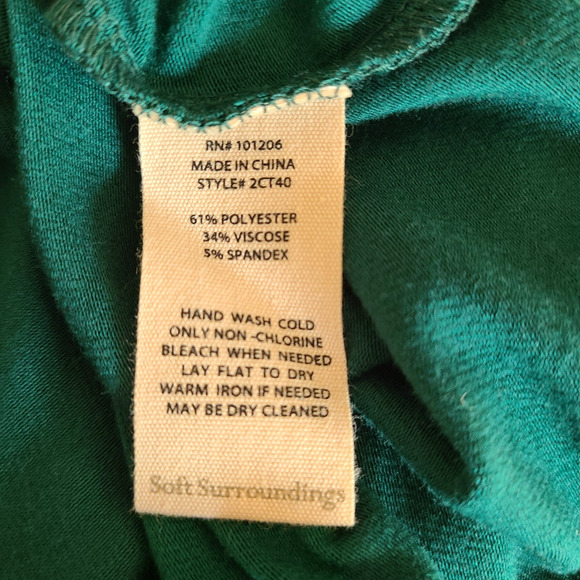 RN# 101206
MADE IN CHINA
STYLE# 2CT40
61% POLYESTER
34% VISCOSE
5% SPANDEX
HAND WASH COLD
ONLY NON -CHLORINE
BLEACH WHEN NEEDED
LAY FLAT TO DRY
WARM IRON IF NEEDED
MAY BE DRY CLEANED
Soft Surroundings